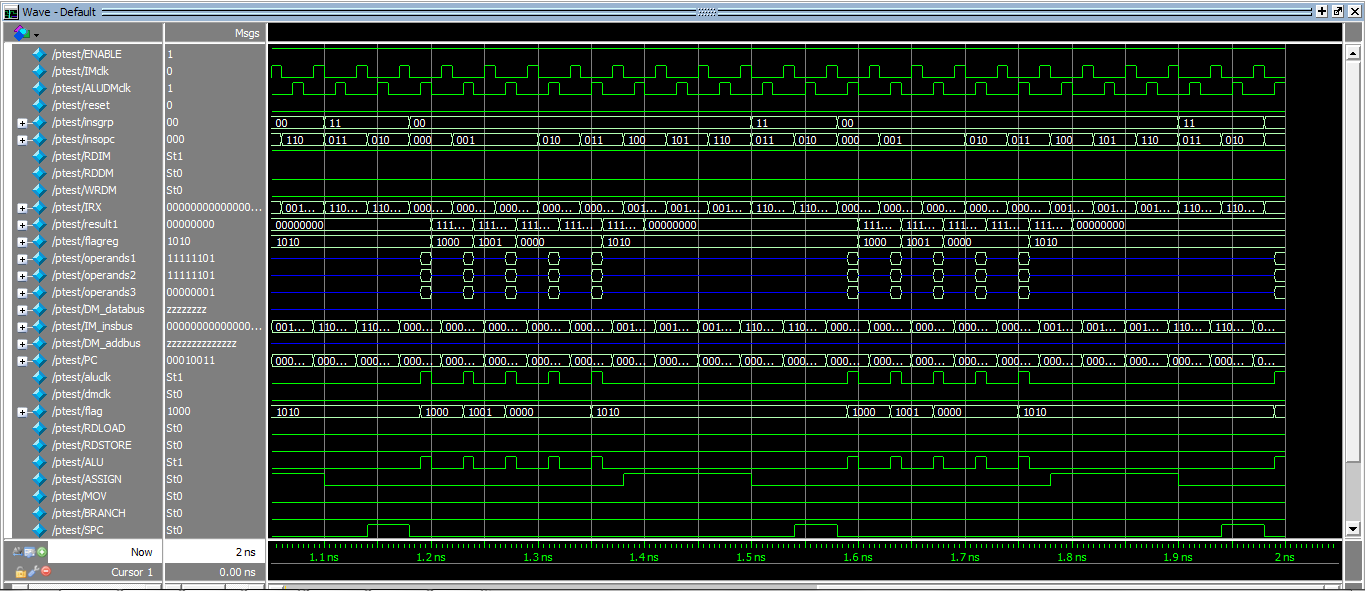 Wave - Default
Msgs
/ptest/ENABLE 1
/ptest/IMclk 0
/ptest/ALUDMclk 1
/ptest/reset 0
/ptest/insgrp 00 00 11 00 11 00 11
/ptest/insopc 000 110 011 010 000 001 010 011 100 101 110 011 010 000 001 010 011 100 101 110 011 010
/ptest/RDIM St1
/ptest/RDDM St0
/ptest/WRDM St0
/ptest/IRX 00000000000000... 001... 110... 110... 000... 000... 000... 000... 000... 001... 001... 001... 110... 110... 000... 000... 000... 000... 000... 001... 001... 001... 110... 110...
/ptest/result1 00000000 00000000 111... 111... 111... 111... 111... 00000000 111... 111... 111... 111... 111... 00000000
/ptest/flagreg 1010 1010 1000 1001 0000 1010 1000 1001 0000 1010
/ptest/operands1 11111101
/ptest/operands2 11111101
/ptest/operands3 00000001
/ptest/DM_databus zzzzzzzz
/ptest/IM_insbus 00000000000000... 001... 110... 110... 000... 000... 000... 000... 000... 001... 001... 001... 110... 110... 000... 000... 000... 000... 000... 001... 001... 001... 110... 110... 0...
/ptest/DM_addbus zzzzzzzzzzzzzz
/ptest/PC 00010011 000... 000... 000... 000... 000... 000... 000... 000... 000... 000... 000... 000... 000... 000... 000... 000... 000... 000... 000... 000... 000... 000... 000... 0...
/ptest/aluclk St1
/ptest/dmclk St0
/ptest/flag 1000 1010 1000 1001 0000 1010 1000 1001 0000 1010
/ptest/RDLOAD St0
/ptest/RDSTORE St0
/ptest/ALU St1
/ptest/ASSIGN St0
/ptest/MOV St0
/ptest/BRANCH St0
/ptest/SPC St0
Now 2 ns 1.1 ns 1.2 ns 1.3 ns 1.4 ns 1.5 ns 1.6 ns 1.7 ns 1.8 ns 1.9 ns 2 ns
Cursor 1 0.00 ns